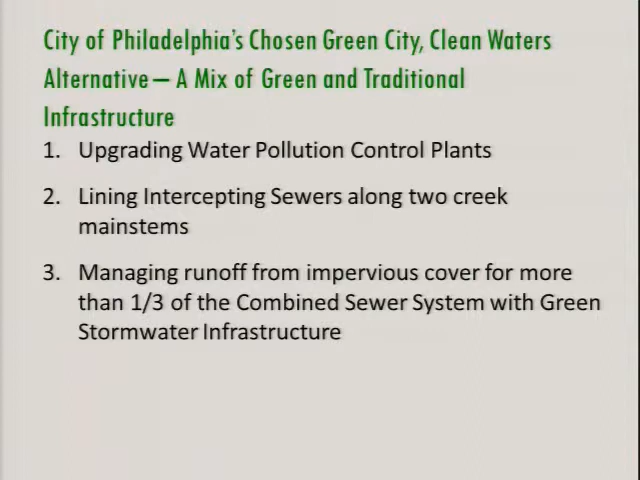 City of Philadelphia's Chosen Green City, Clean Waters
Alternative – A Mix of Green and Traditional
Infrastructure
1. Upgrading Water Pollution Control Plants
2. Lining Intercepting Sewers along two creek
mainstems
3. Managing runoff from impervious cover for more
than 1/3 of the Combined Sewer System with Green
Stormwater Infrastructure